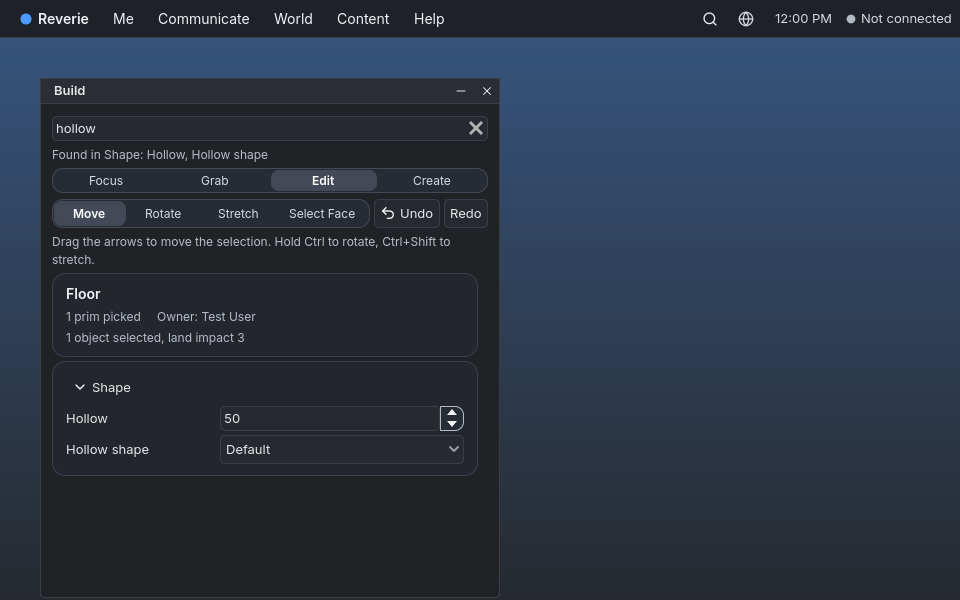 Reverie Me Communicate World Content Help 12:00 PM Not connected
Build
hollow
Found in Shape: Hollow, Hollow shape
Focus Grab Edit Create
Move Rotate Stretch Select Face Undo Redo
Drag the arrows to move the selection. Hold Ctrl to rotate, Ctrl+Shift to
stretch.
Floor
1 prim picked Owner: Test User
1 object selected, land impact 3
Shape
Hollow 50
Hollow shape Default